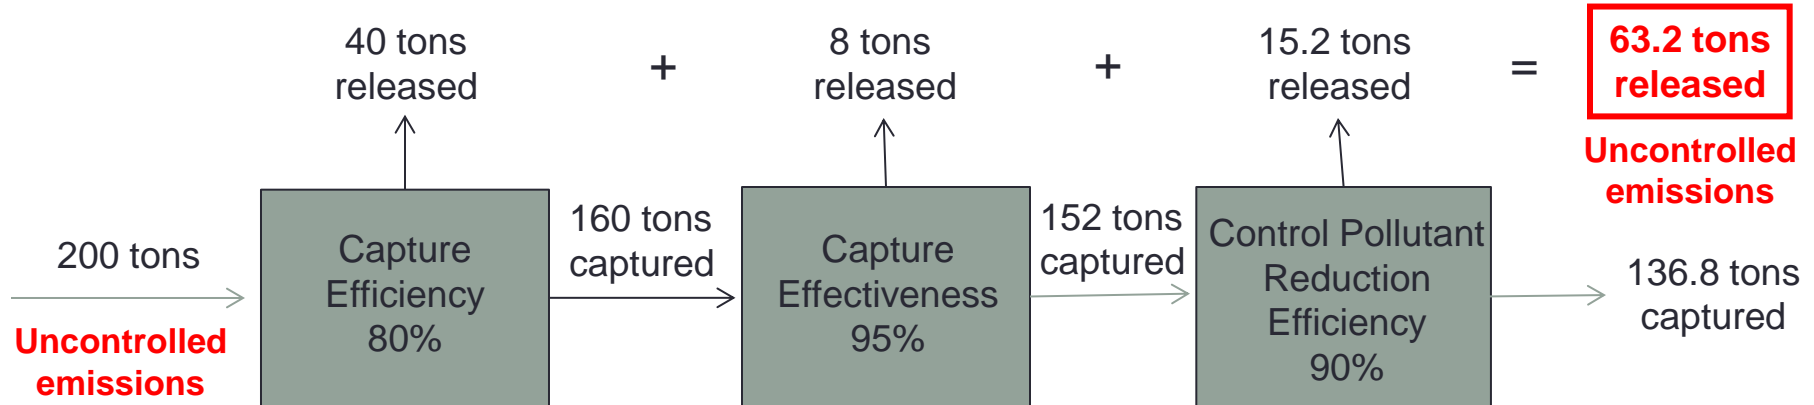 40 tons
released
+
8 tons
released
+
15.2 tons
released
=
63.2 tons
released
Uncontrolled
emissions
200 tons
Uncontrolled
emissions
Capture
Efficiency
80%
160 tons
captured
Capture
Effectiveness
95%
152 tons
captured
Control Pollutant
Reduction
Efficiency
90%
136.8 tons
captured